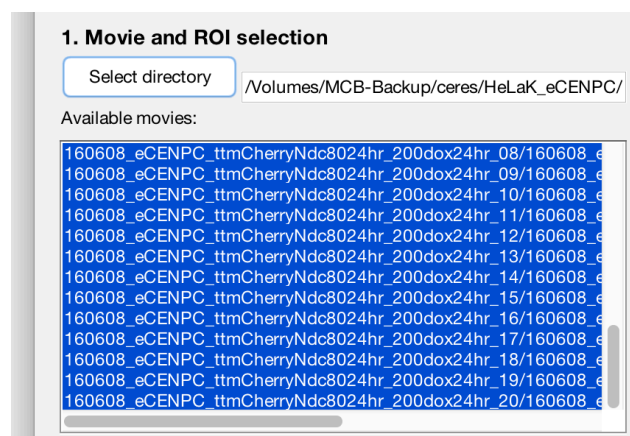 1. Movie and ROI selection
Select directory
/Volumes/MCB-Backup/ceres/HeLaK_eCENPC/
Available movies:
160608_eCENPC_ttmCherryNdc8024hr_200dox24hr_08/160608_e
160608_eCENPC_ttmCherryNdc8024hr_200dox24hr_09/160608_e
160608_eCENPC_ttmCherryNdc8024hr_200dox24hr_10/160608_e
160608_eCENPC_ttmCherryNdc8024hr_200dox24hr_11/160608_e
160608_eCENPC_ttmCherryNdc8024hr_200dox24hr_12/160608_e
160608_eCENPC_ttmCherryNdc8024hr_200dox24hr_13/160608_e
160608_eCENPC_ttmCherryNdc8024hr_200dox24hr_14/160608_e
160608_eCENPC_ttmCherryNdc8024hr_200dox24hr_15/160608_e
160608_eCENPC_ttmCherryNdc8024hr_200dox24hr_16/160608_e
160608_eCENPC_ttmCherryNdc8024hr_200dox24hr_17/160608_e
160608_eCENPC_ttmCherryNdc8024hr_200dox24hr_18/160608_e
160608_eCENPC_ttmCherryNdc8024hr_200dox24hr_19/160608_e
160608_eCENPC_ttmCherryNdc8024hr_200dox24hr_20/160608_e